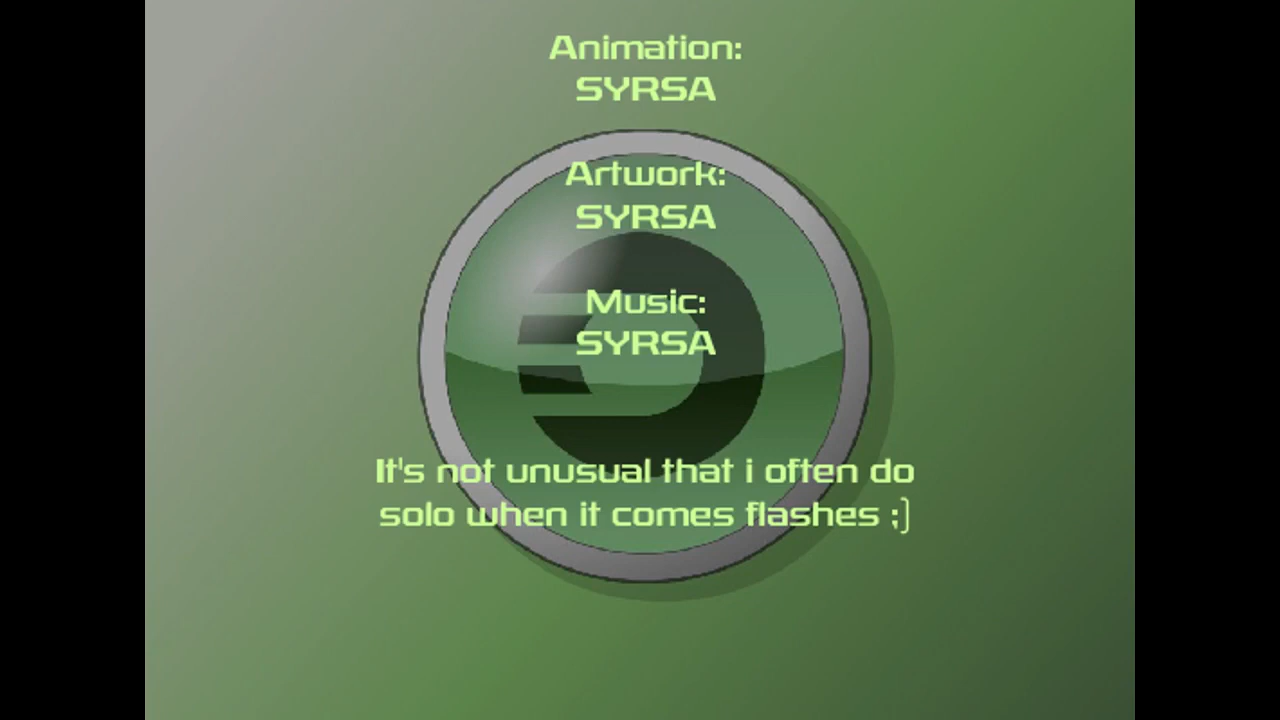 Animation:
SYRSA
Artwork:
SYRSA
Music:
SYRSA
It's not unusual that i often do
solo when it comes flashes ;)